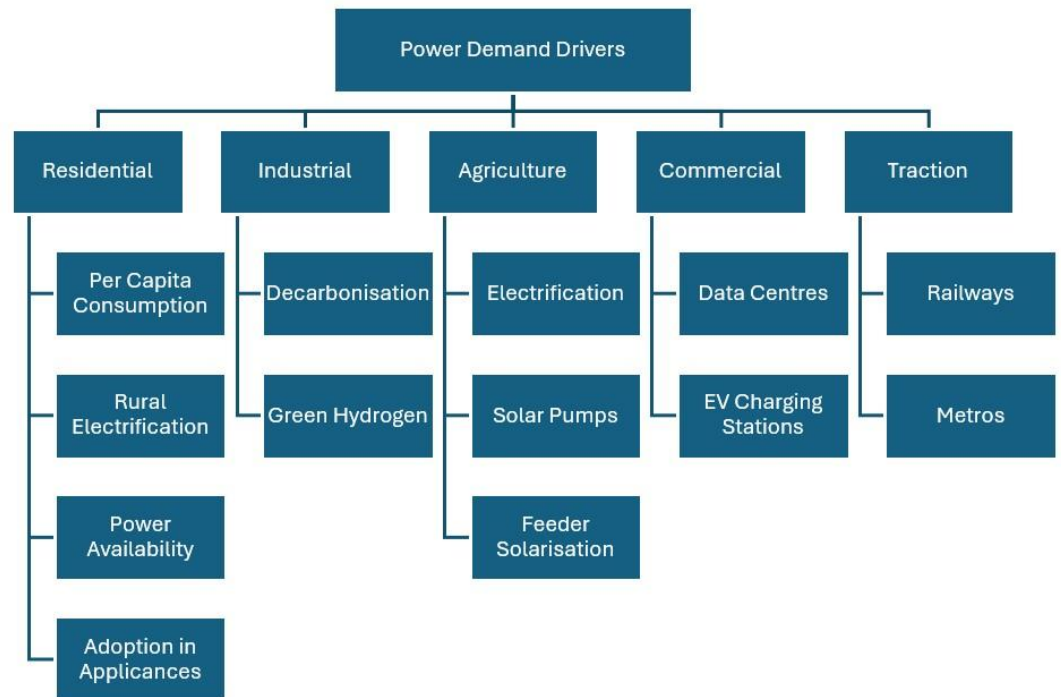 Power Demand Drivers
Residential
Industrial
Agriculture
Commercial
Traction
Per Capita
Consumption
Decarbonisation
Electrification
Data Centres
Railways
Rural
Electrification
Green Hydrogen
Solar Pumps
EV Charging
Stations
Metros
Power
Availability
Feeder
Solarisation
Adoption in
Applicances